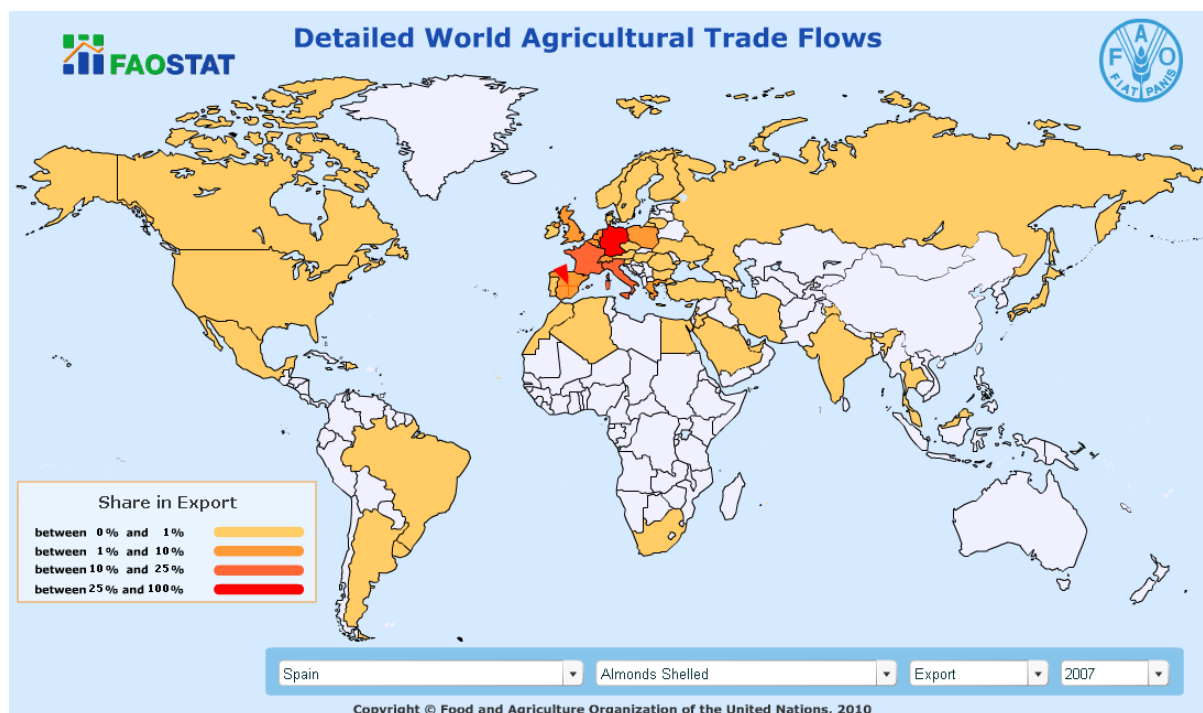 Detailed World Agricultural Trade Flows
FAOSTAT
F A O
FIAT PANIS
Share in Export
between 0% and 1%
between 1% and 10%
between 10% and 25%
between 25% and 100%
Spain
Almonds Shelled
Export
2007
Copyright © Food and Agriculture Organization of the United Nations, 2010